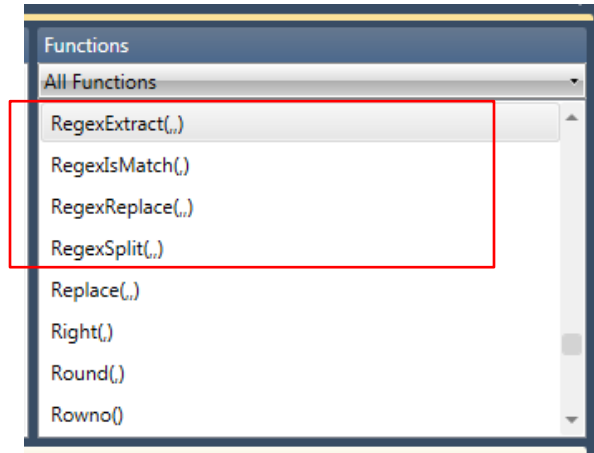 Functions
All Functions
RegexExtract(,,)
RegexIsMatch(,)
RegexReplace(,,)
RegexSplit(,,)
Replace(,,)
Right(,)
Round(,)
Rowno()